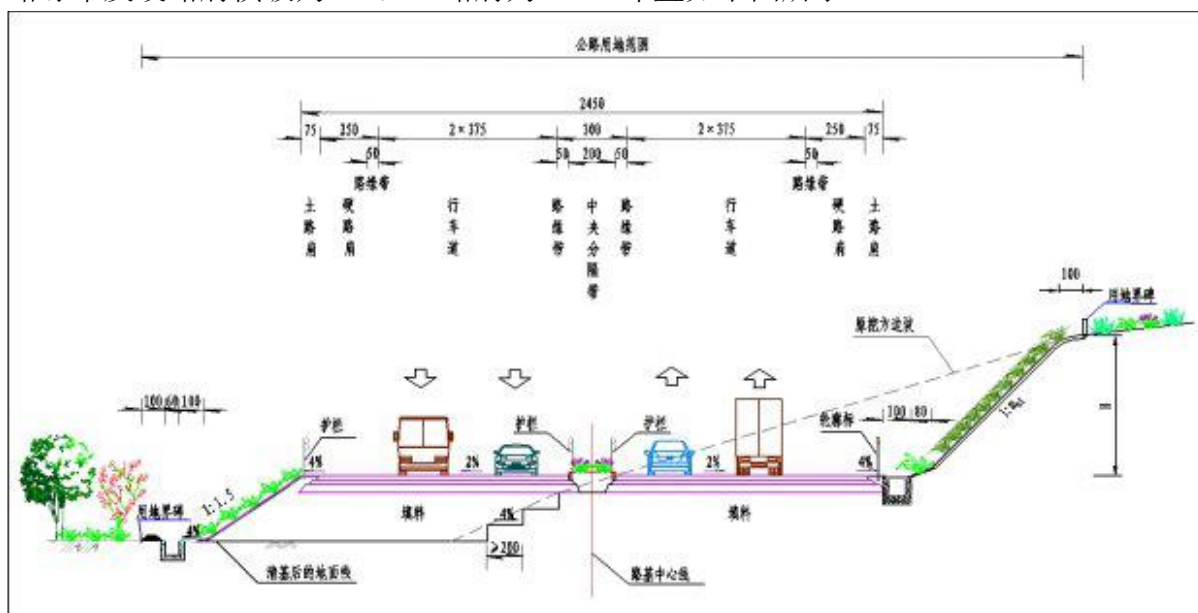 公路用地范围
2450
75 250 2×375 300 2×375 250 75
50 50 200 50 50
路缘带 路缘带
土路肩 硬路肩 行车道 路缘带 中央分隔带 路缘带 行车道 硬路肩 土路肩
100
用地界碑
原挖方边坡
100 60 100
护栏 护栏 护栏 轮廓标 100 80
4% 2% 2% 4%
1:1.5
用地界碑
4%
填料 4% 填料
≥200
清基后的地面线
路基中心线
H